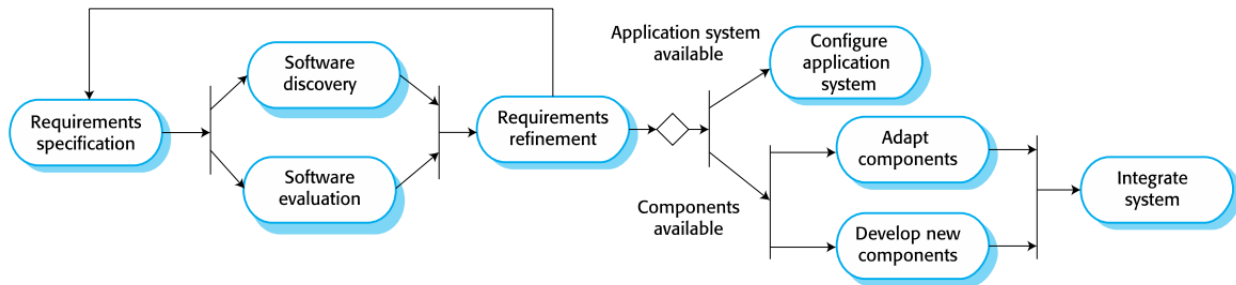 Requirements
specification
Software
discovery
Software
evaluation
Requirements
refinement
Application system
available
Configure
application
system
Components
available
Adapt
components
Develop new
components
Integrate
system